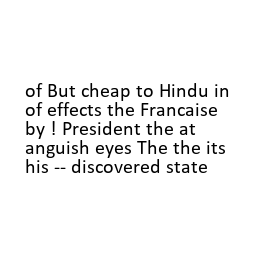 of But cheap to Hindu in
of effects the Francaise
by ! President the at
anguish eyes The the its
his -- discovered state